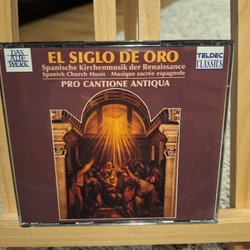 DAS
ALTE
WERK
EL SIGLO DE ORO
TELDEC
CLASSICS
Spanische Kirchenmusik der Renaissance
Spanish Church Music · Musique sacrée espagnole
PRO CANTIONE ANTIQUA